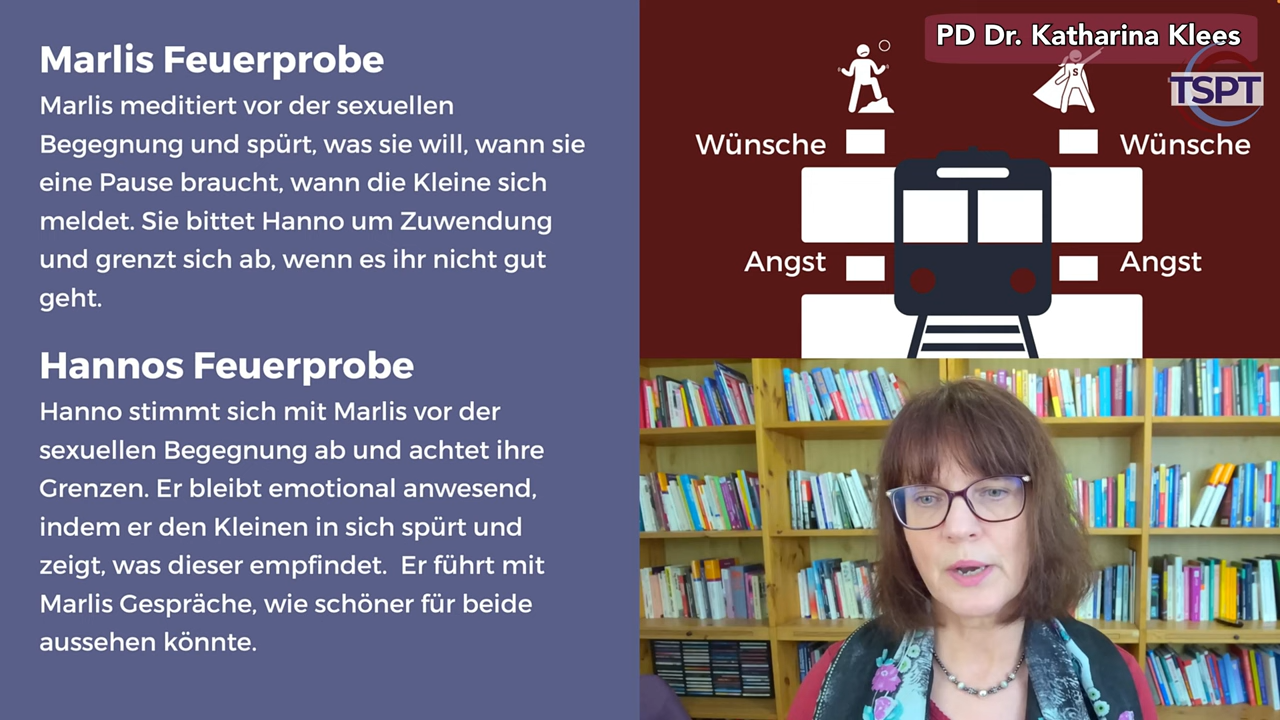 Marlis Feuerprobe
Marlis meditiert vor der sexuellen
Begegnung und spürt, was sie will, wann sie
eine Pause braucht, wann die Kleine sich
meldet. Sie bittet Hanno um Zuwendung
und grenzt sich ab, wenn es ihr nicht gut
geht.
Hannos Feuerprobe
Hanno stimmt sich mit Marlis vor der
sexuellen Begegnung ab und achtet ihre
Grenzen. Er bleibt emotional anwesend,
indem er den Kleinen in sich spürt und
zeigt, was dieser empfindet.  Er führt mit
Marlis Gespräche, wie schöner für beide
aussehen könnte.
PD Dr. Katharina Klees
S
TSPT
Wünsche
Wünsche
Angst
Angst